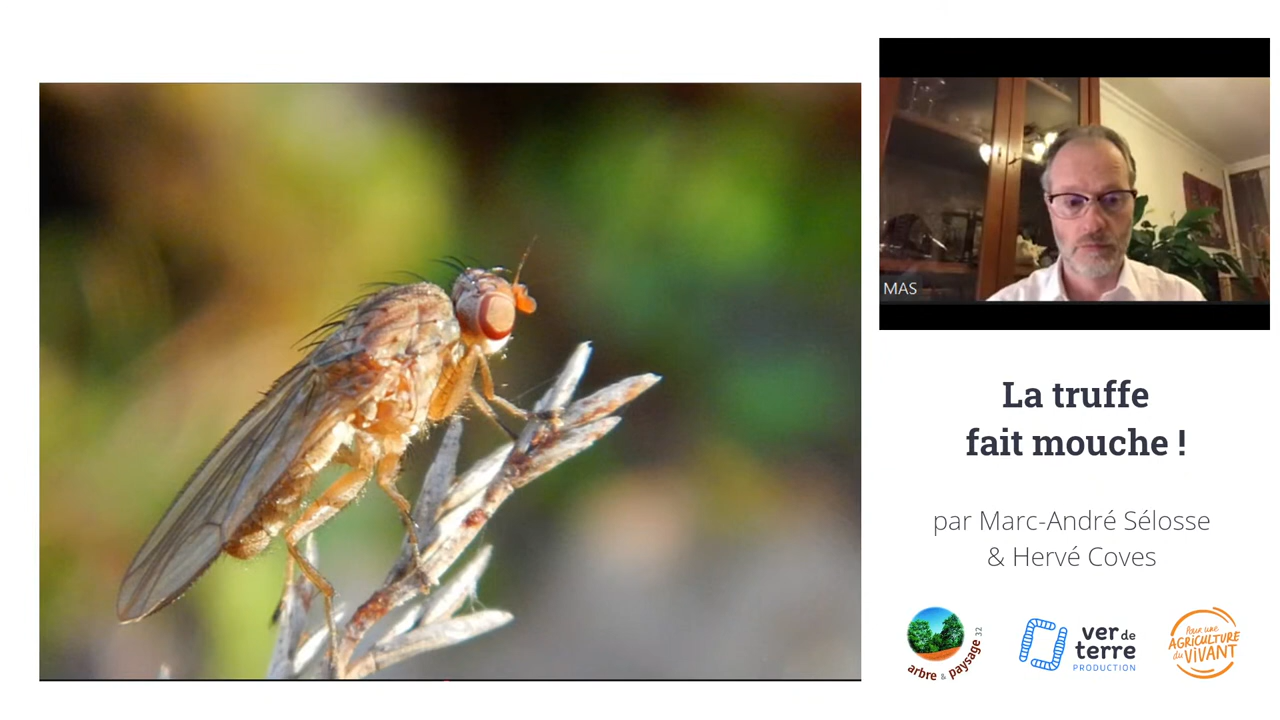 MAS
La truffe
fait mouche !
par Marc-André Sélosse
& Hervé Coves
arbre & paysage 32
ver de
terre
PRODUCTION
Pour une
AGRICULTURE
du VIVANT